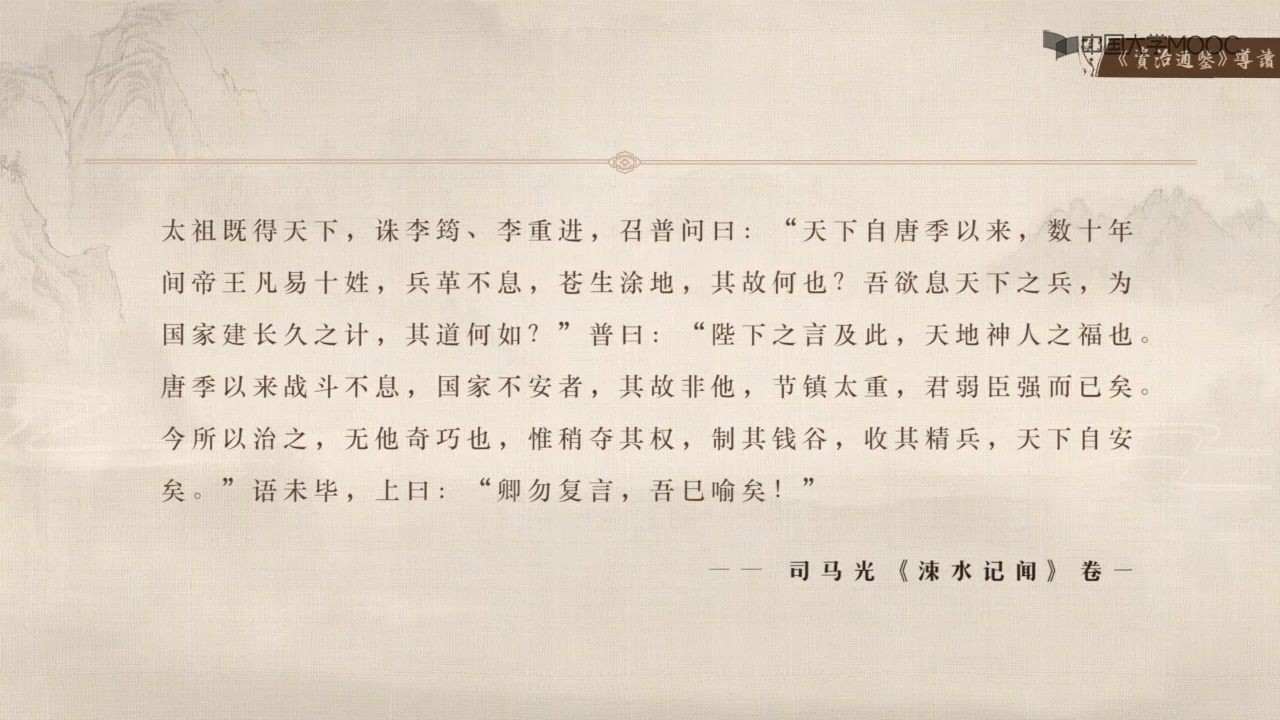 中国大学MOOC
《資治通鑒》導讀
太祖既得天下，诛李筠、李重进，召普问曰：“天下自唐季以来，数十年
间帝王凡易十姓，兵革不息，苍生涂地，其故何也？吾欲息天下之兵，为
国家建长久之计，其道何如？”普曰：“陛下之言及此，天地神人之福也。
唐季以来战斗不息，国家不安者，其故非他，节镇太重，君弱臣强而已矣。
今所以治之，无他奇巧也，惟稍夺其权，制其钱谷，收其精兵，天下自安
矣。”语未毕，上曰：“卿勿复言，吾巳喻矣！”
—— 司马光《涑水记闻》卷一